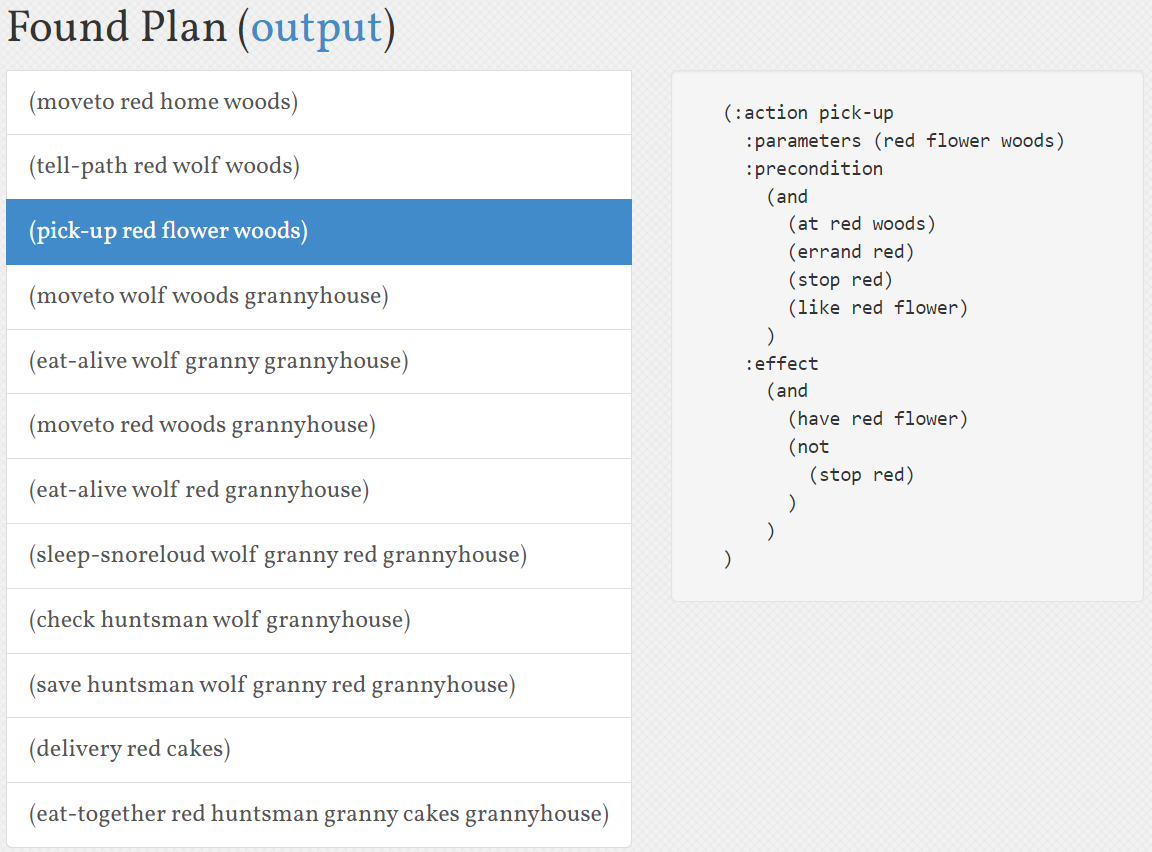 Found Plan (output)
(moveto red home woods)
(tell-path red wolf woods)
(pick-up red flower woods)
(moveto wolf woods grannyhouse)
(eat-alive wolf granny grannyhouse)
(moveto red woods grannyhouse)
(eat-alive wolf red grannyhouse)
(sleep-snoreloud wolf granny red grannyhouse)
(check huntsman wolf grannyhouse)
(save huntsman wolf granny red grannyhouse)
(delivery red cakes)
(eat-together red huntsman granny cakes grannyhouse)
(:action pick-up
  :parameters (red flower woods)
  :precondition
    (and
      (at red woods)
      (errand red)
      (stop red)
      (like red flower)
    )
  :effect
    (and
      (have red flower)
      (not
        (stop red)
      )
    )
)